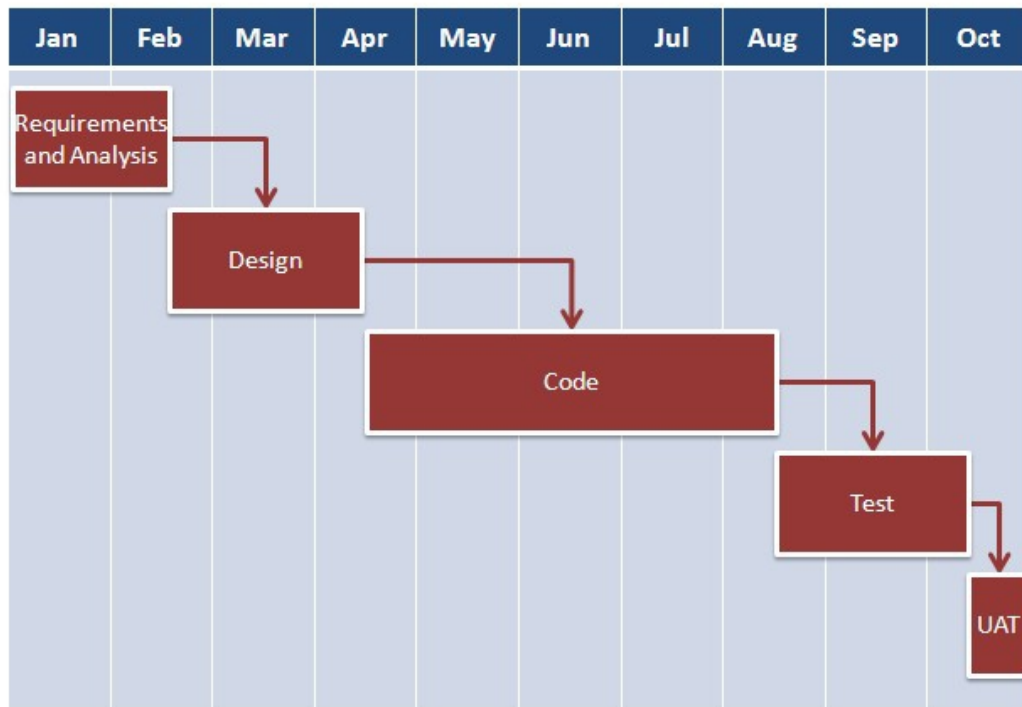 Jan Feb Mar Apr May Jun Jul Aug Sep Oct
Requirements
and Analysis
Design
Code
Test
UAT